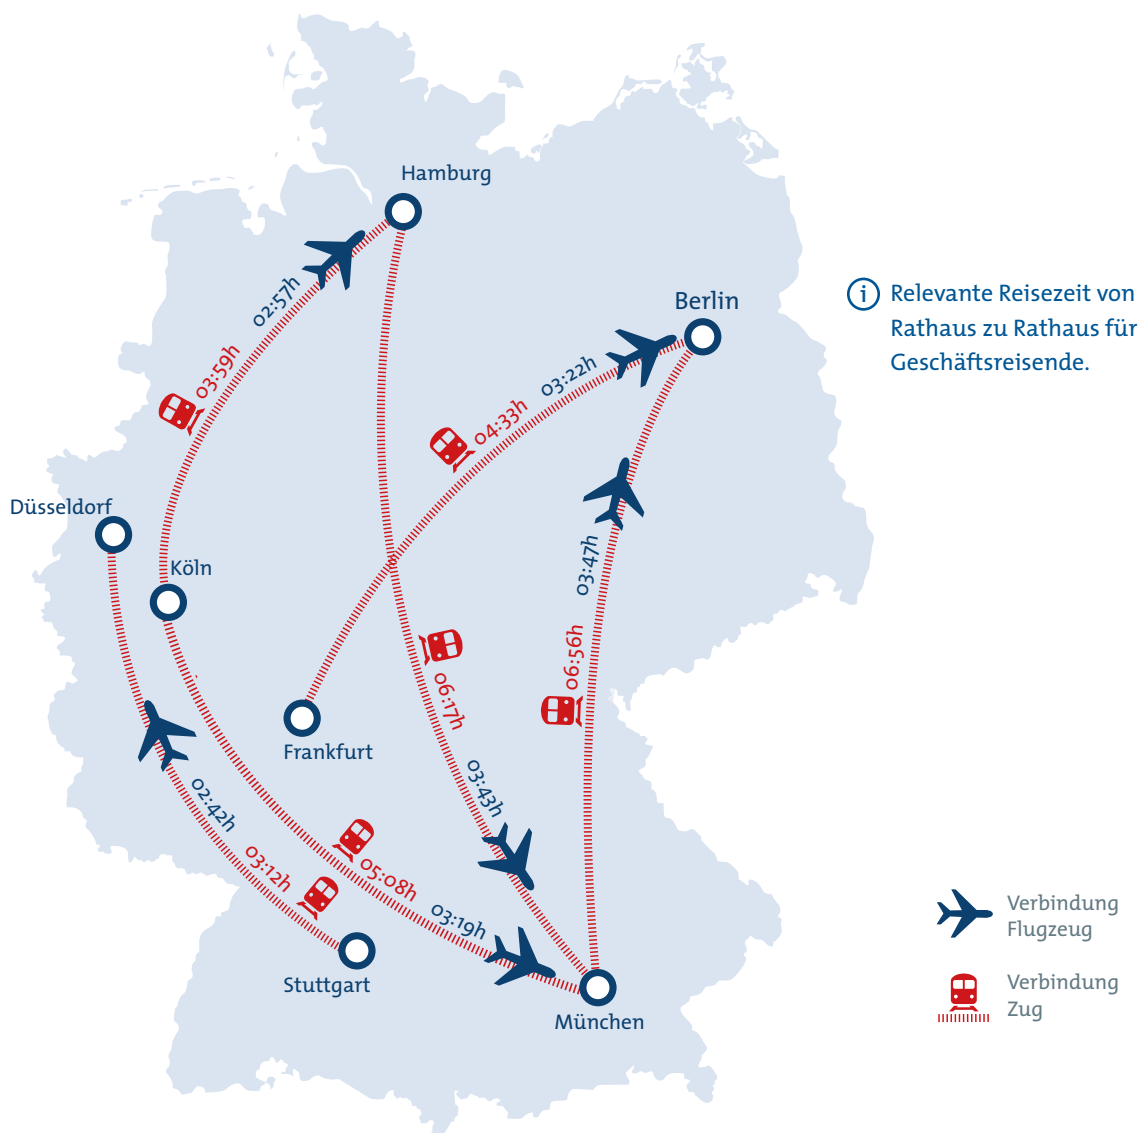 Hamburg
02:57h
Berlin
Relevante Reisezeit von
Rathaus zu Rathaus für
Geschäftsreisende.
03:59h
03:22h
04:33h
Düsseldorf
Köln
03:47h
06:56h
06:17h
Frankfurt
03:43h
02:42h
03:12h
05:08h
03:19h
Stuttgart
München
Verbindung
Flugzeug
Verbindung
Zug